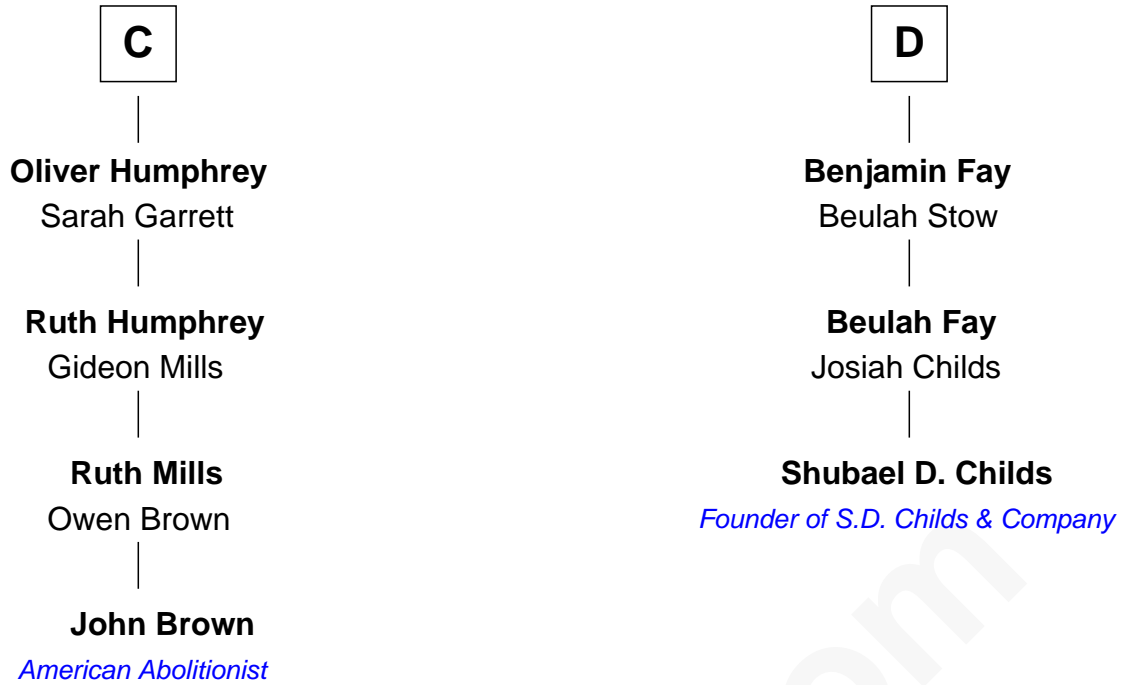 C
Oliver Humphrey
Sarah Garrett
Ruth Humphrey
Gideon Mills
Ruth Mills
Owen Brown
John Brown
American Abolitionist
D
Benjamin Fay
Beulah Stow
Beulah Fay
Josiah Childs
Shubael D. Childs
Founder of S.D. Childs & Company
om